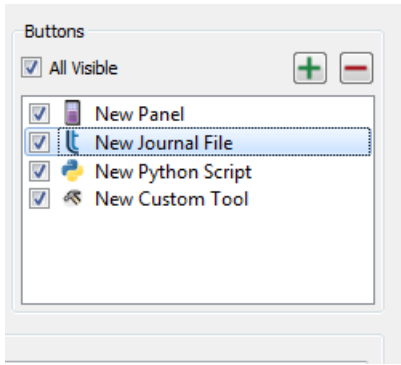 Buttons
All Visible
New Panel
New Journal File
New Python Script
New Custom Tool